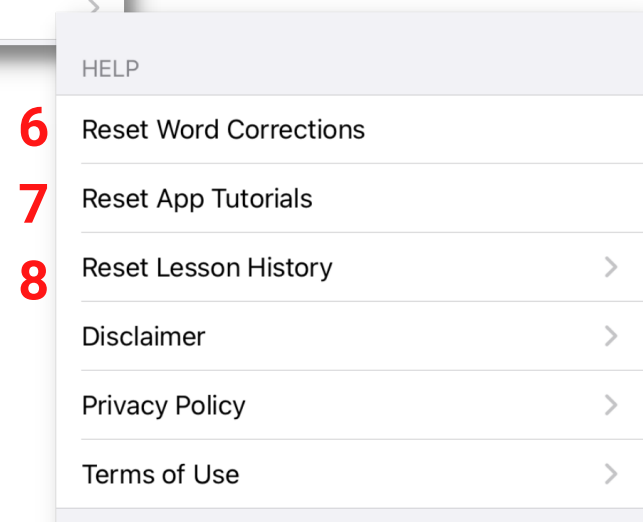 HELP
6 Reset Word Corrections
7 Reset App Tutorials
8 Reset Lesson History
Disclaimer
Privacy Policy
Terms of Use